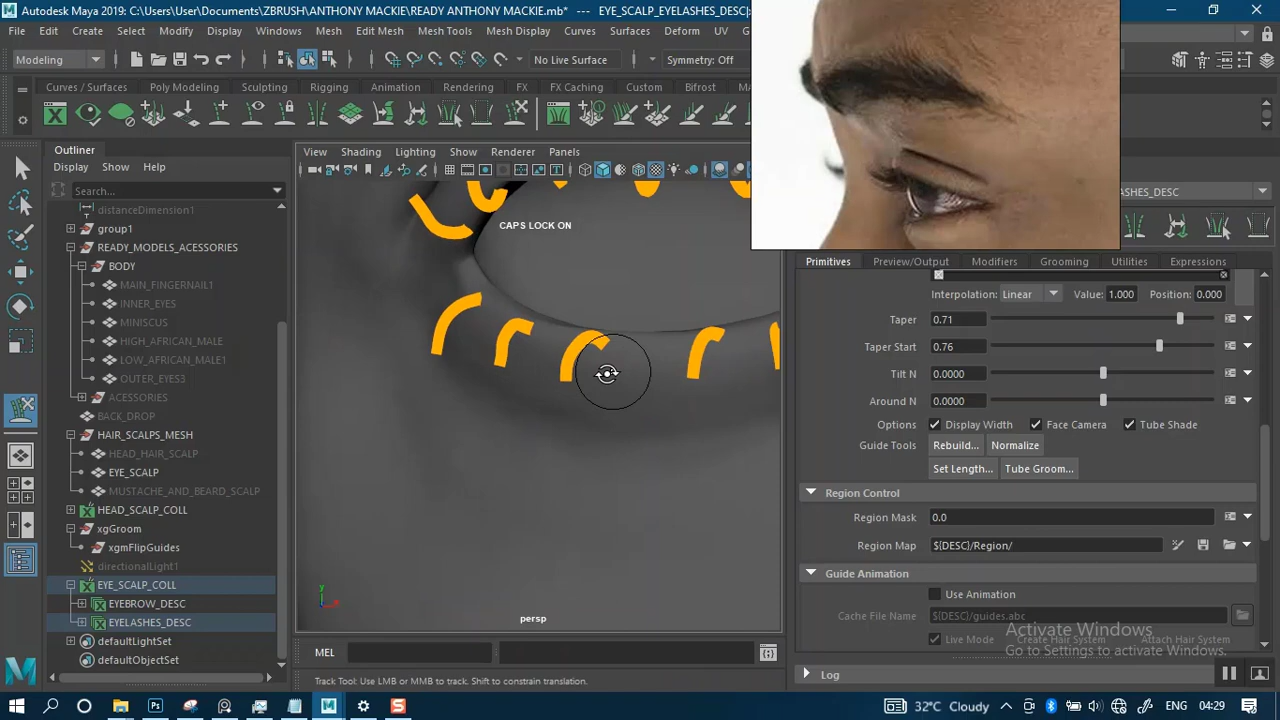 Autodesk Maya 2019: C:\Users\User\Documents\ZBRUSH\ANTHONY MACKIE\READY ANTHONY MACKIE.mb* --- EYE_SCALP_EYELASHES_DESC
File Edit Create Select Modify Display Windows Mesh Edit Mesh Mesh Tools Mesh Display Curves Surfaces Deform UV
Modeling No Live Surface Symmetry: Off
Curves / Surfaces Poly Modeling Sculpting Rigging Animation Rendering FX FX Caching Custom Bifrost MA
Outliner
Display Show Help
Search...
distanceDimension1
group1
READY_MODELS_ACESSORIES
BODY
MAIN_FINGERNAIL1
INNER_EYES
MINISCUS
HIGH_AFRICAN_MALE
LOW_AFRICAN_MALE1
OUTER_EYES3
ACESSORIES
BACK_DROP
HAIR_SCALPS_MESH
HEAD_HAIR_SCALP
EYE_SCALP
MUSTACHE_AND_BEARD_SCALP
HEAD_SCALP_COLL
xgGroom
xgmFlipGuides
directionalLight1
EYE_SCALP_COLL
EYEBROW_DESC
EYELASHES_DESC
defaultLightSet
defaultObjectSet
View Shading Lighting Show Renderer Panels
CAPS LOCK ON
persp
ASHES_DESC
Primitives Preview/Output Modifiers Grooming Utilities Expressions
Interpolation: Linear Value: 1.000 Position: 0.000
Taper 0.71
Taper Start 0.76
Tilt N 0.0000
Around N 0.0000
Options Display Width Face Camera Tube Shade
Guide Tools Rebuild... Normalize
Set Length... Tube Groom...
Region Control
Region Mask 0.0
Region Map ${DESC}/Region/
Guide Animation
Use Animation
Cache File Name ${DESC}/guides.abc
Live Mode Create Hair System Attach Hair System
Activate Windows
Go to Settings to activate Windows.
Log
MEL
Track Tool: Use LMB or MMB to track. Shift to constrain translation.
32°C Cloudy ENG 04:29